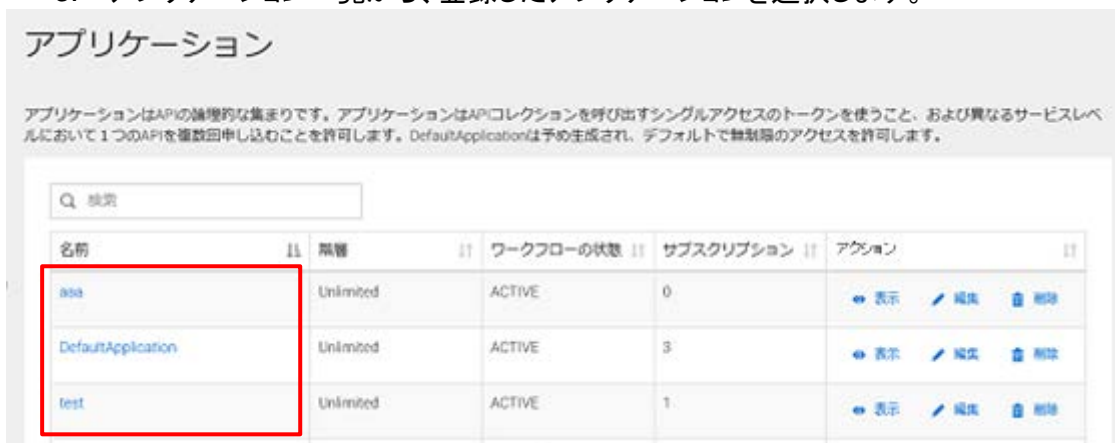 アプリケーション
アプリケーションはAPIの論理的な集まりです。アプリケーションはAPIコレクションを呼び出すシングルアクセスのトークンを使うこと、および異なるサービスレベ
ルにおいて1つのAPIを複数回申し込むことを許可します。DefaultApplicationは予め生成され、デフォルトで無制限のアクセスを許可します。
検索
名前 階層 ワークフローの状態 サブスクリプション アクション
aaa Unlimited ACTIVE 0 表示 編集 削除
DefaultApplication Unlimited ACTIVE 3 表示 編集 削除
test Unlimited ACTIVE 1 表示 編集 削除